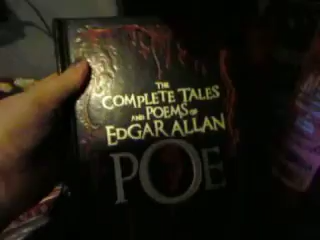 THE
COMPLETE TALES
AND POEMS OF
EDGAR ALLAN
POE